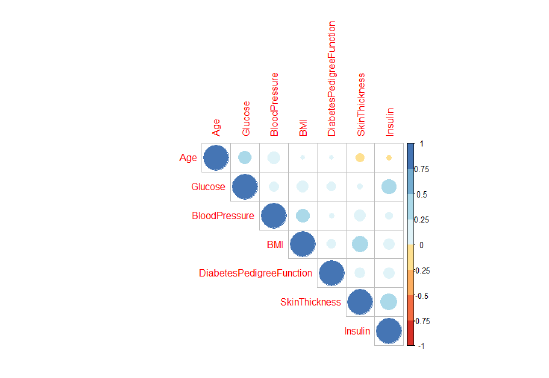 Age
Glucose
BloodPressure
BMI
DiabetesPedigreeFunction
SkinThickness
Insulin
Age
Glucose
BloodPressure
BMI
DiabetesPedigreeFunction
SkinThickness
Insulin
1
0.75
0.5
0.25
0
-0.25
-0.5
-0.75
-1